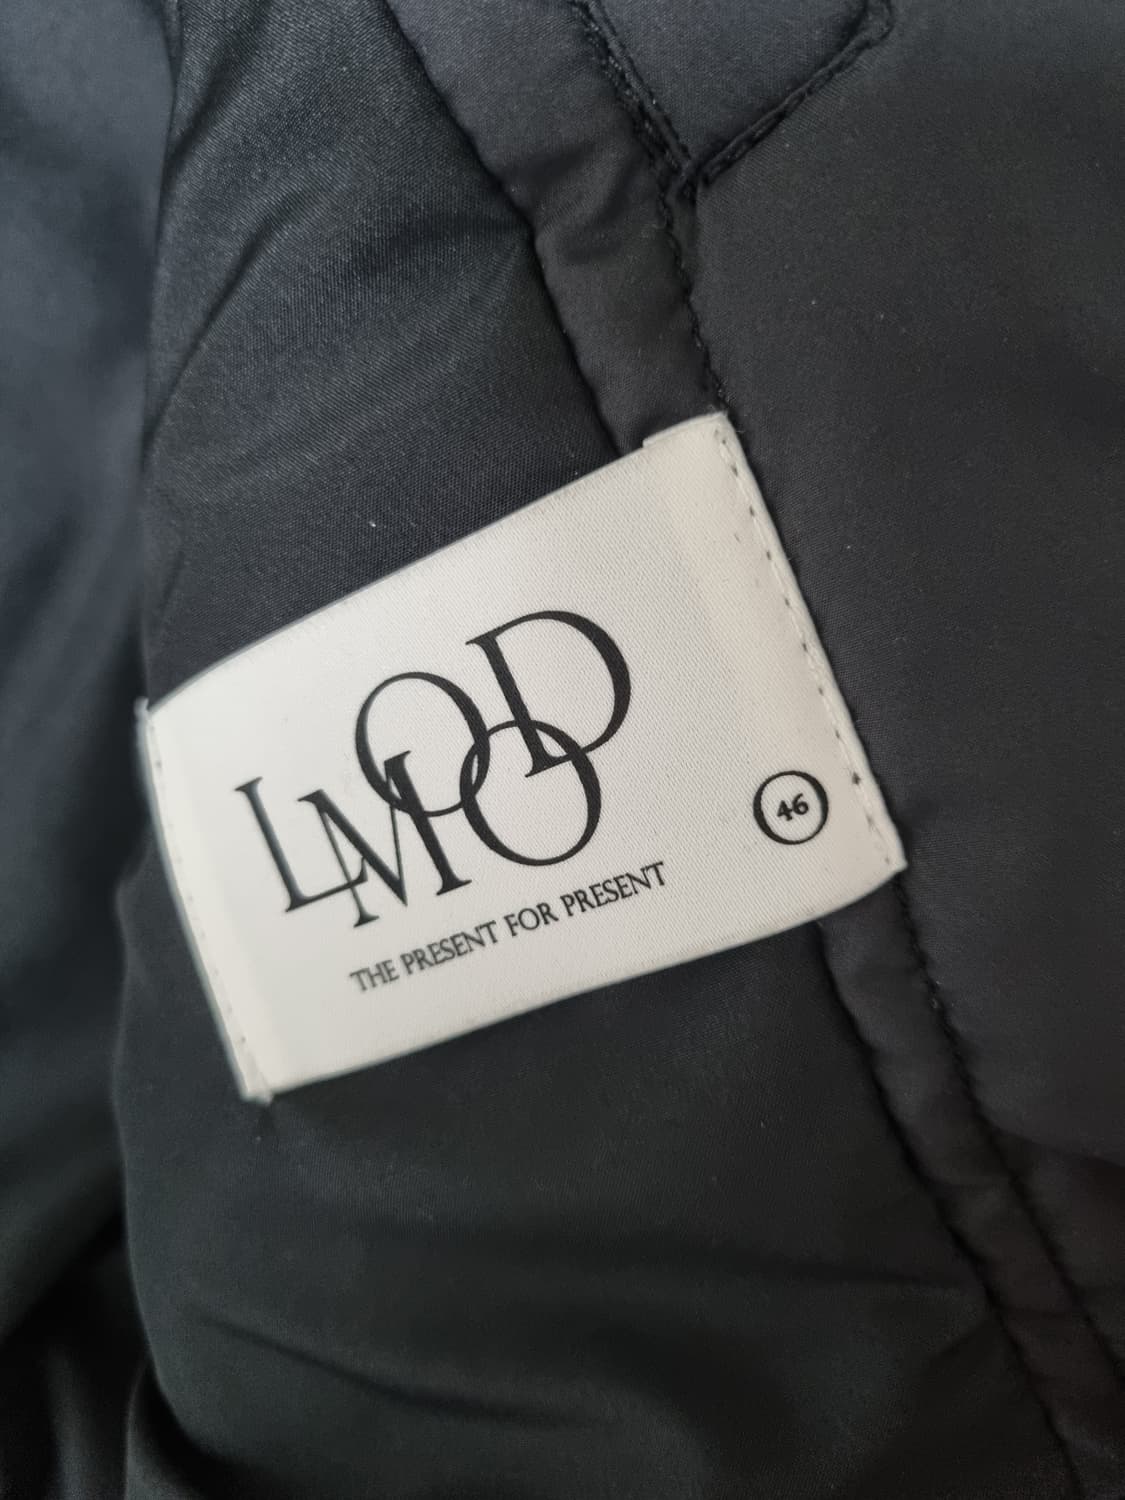 LMOOD
THE PRESENT FOR PRESENT
46